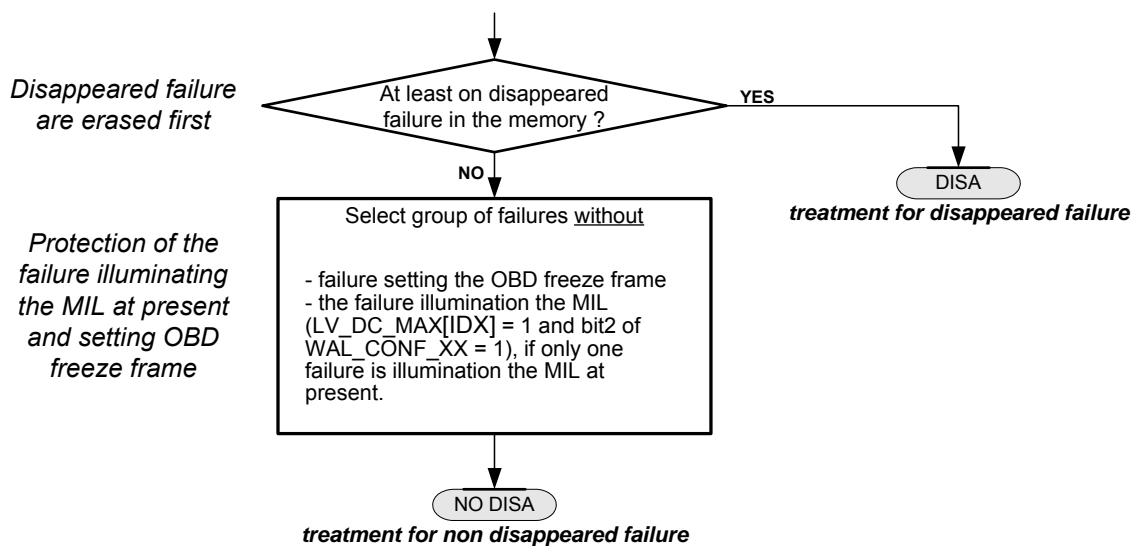 Disappeared failure
are erased first
At least on disappeared
failure in the memory ?
YES
NO
DISA
treatment for disappeared failure
Protection of the
failure illuminating
the MIL at present
and setting OBD
freeze frame
Select group of failures without
- failure setting the OBD freeze frame
- the failure illumination the MIL
(LV_DC_MAX[IDX] = 1 and bit2 of
WAL_CONF_XX = 1), if only one
failure is illumination the MIL at
present.
NO DISA
treatment for non disappeared failure